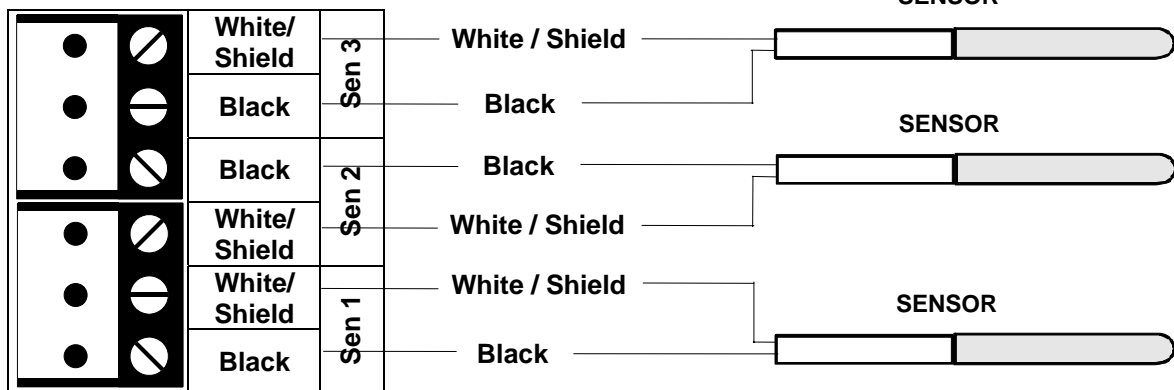 SENSOR
White/
Shield
Sen 3
White / Shield
Black
Black
SENSOR
Black
Sen 2
Black
White/
Shield
White / Shield
White/
Shield
Sen 1
White / Shield
SENSOR
Black
Black